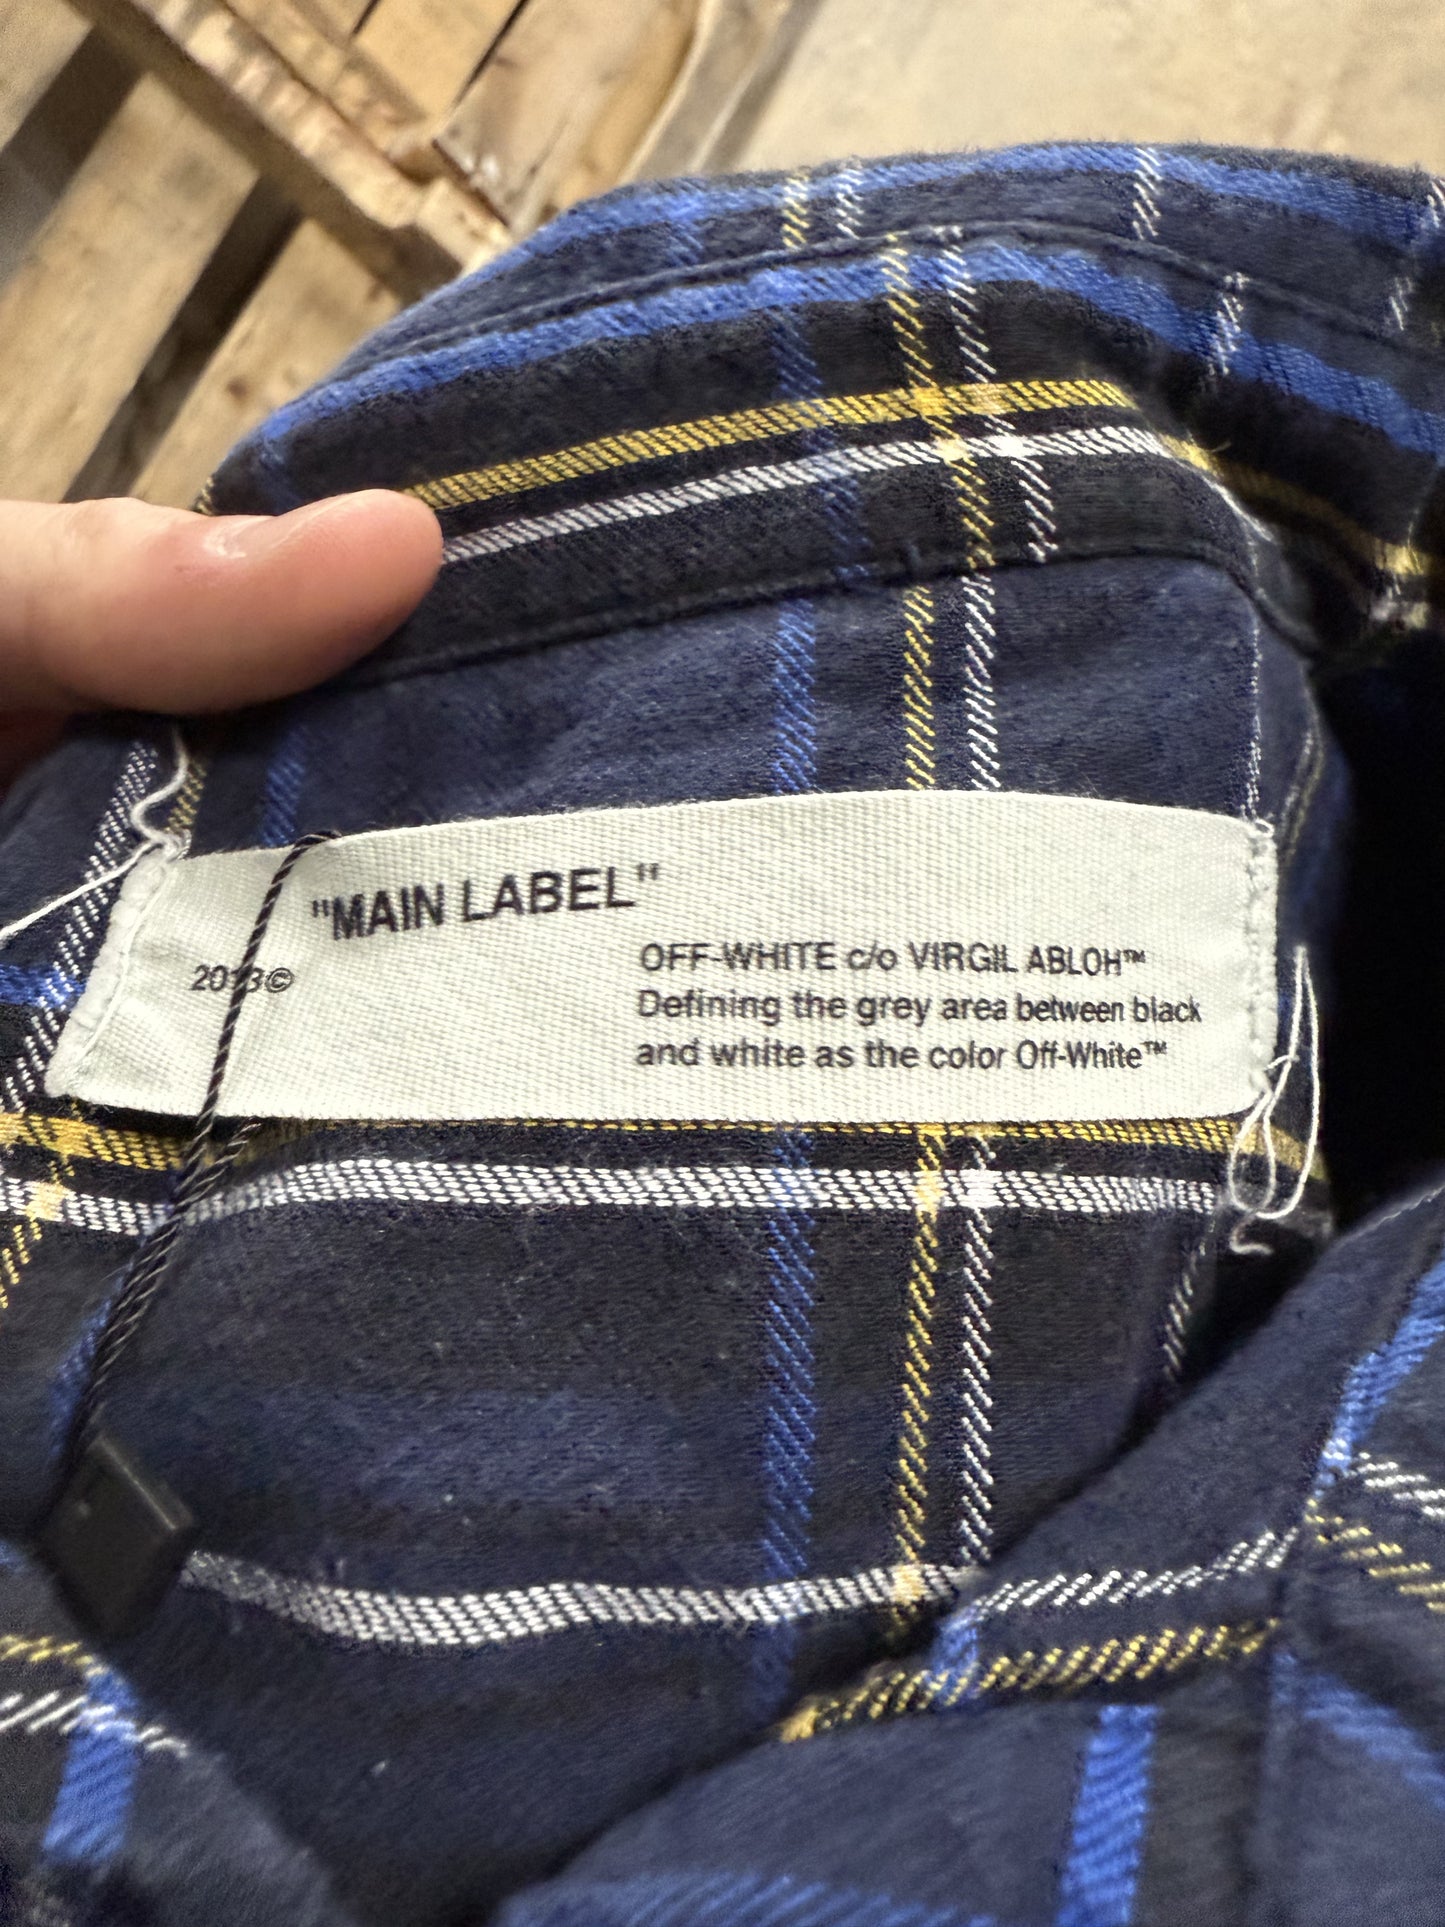 "MAIN LABEL"
2013©
OFF-WHITE c/o VIRGIL ABLOH™
Defining the grey area between black
and white as the color Off-White™